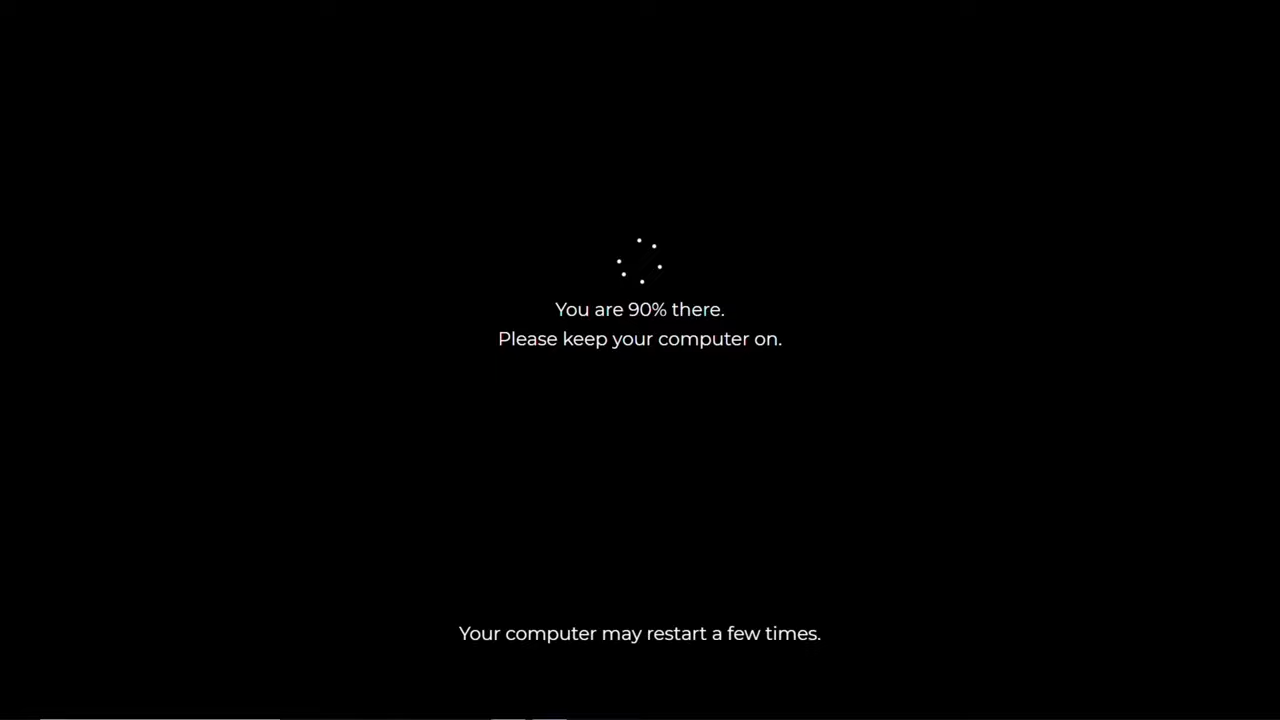 You are 90% there.
Please keep your computer on.
Your computer may restart a few times.